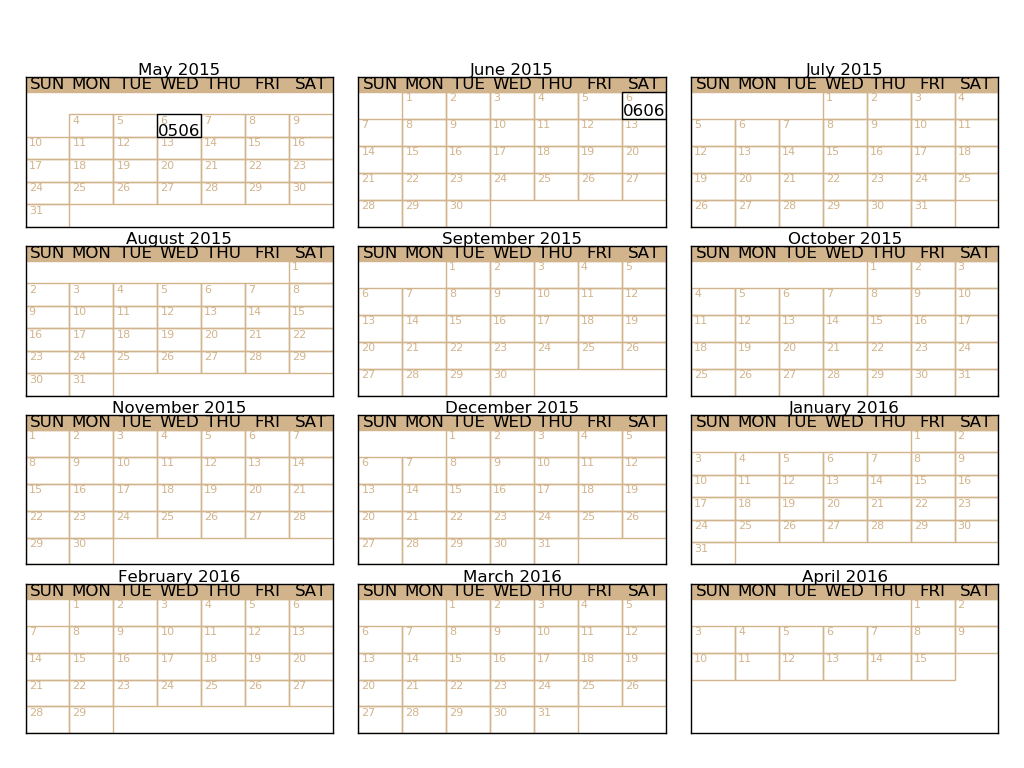 May 2015 June 2015 July 2015
SUN MON TUE WED THU FRI SAT SUN MON TUE WED THU FRI SAT SUN MON TUE WED THU FRI SAT
1 2 3 4 5 6 1 2 3 4
4 5 6 7 8 9
0506 0606
7 8 9 10 11 12 13 5 6 7 8 9 10 11
10 11 12 13 14 15 16
14 15 16 17 18 19 20 12 13 14 15 16 17 18
17 18 19 20 21 22 23
21 22 23 24 25 26 27 19 20 21 22 23 24 25
24 25 26 27 28 29 30
28 29 30 26 27 28 29 30 31
31
August 2015 September 2015 October 2015
SUN MON TUE WED THU FRI SAT SUN MON TUE WED THU FRI SAT SUN MON TUE WED THU FRI SAT
1 1 2 3 4 5 1 2 3
2 3 4 5 6 7 8 6 7 8 9 10 11 12 4 5 6 7 8 9 10
9 10 11 12 13 14 15 13 14 15 16 17 18 19 11 12 13 14 15 16 17
16 17 18 19 20 21 22 20 21 22 23 24 25 26 18 19 20 21 22 23 24
23 24 25 26 27 28 29 27 28 29 30 25 26 27 28 29 30 31
30 31
November 2015 December 2015 January 2016
SUN MON TUE WED THU FRI SAT SUN MON TUE WED THU FRI SAT SUN MON TUE WED THU FRI SAT
1 2 3 4 5 6 7 1 2 3 4 5 1 2
8 9 10 11 12 13 14 6 7 8 9 10 11 12 3 4 5 6 7 8 9
15 16 17 18 19 20 21 13 14 15 16 17 18 19 10 11 12 13 14 15 16
22 23 24 25 26 27 28 20 21 22 23 24 25 26 17 18 19 20 21 22 23
29 30 27 28 29 30 31 24 25 26 27 28 29 30
31
February 2016 March 2016 April 2016
SUN MON TUE WED THU FRI SAT SUN MON TUE WED THU FRI SAT SUN MON TUE WED THU FRI SAT
1 2 3 4 5 6 1 2 3 4 5 1 2
7 8 9 10 11 12 13 6 7 8 9 10 11 12 3 4 5 6 7 8 9
14 15 16 17 18 19 20 13 14 15 16 17 18 19 10 11 12 13 14 15
21 22 23 24 25 26 27 20 21 22 23 24 25 26
28 29 27 28 29 30 31